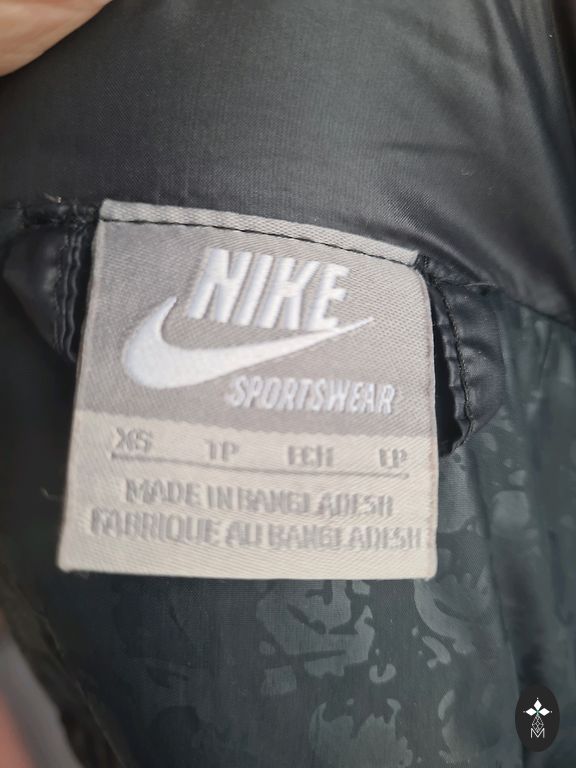 NIKE
SPORTSWEAR
XS TP ECH EP
MADE IN BANGLADESH
FABRIQUE AU BANGLADESH
M